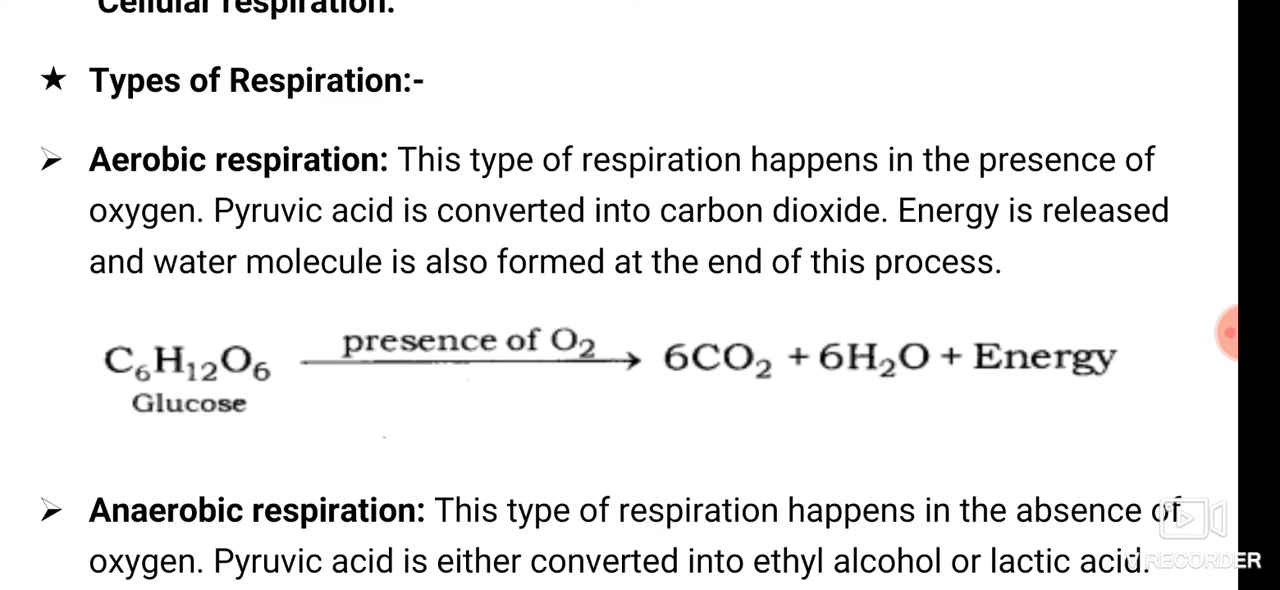 Cellular respiration.
★ Types of Respiration:-
➢ Aerobic respiration: This type of respiration happens in the presence of
oxygen. Pyruvic acid is converted into carbon dioxide. Energy is released
and water molecule is also formed at the end of this process.
presence of O₂
C₆H₁₂O₆ ⟶ 6CO₂ + 6H₂O + Energy
Glucose
➢ Anaerobic respiration: This type of respiration happens in the absence of
oxygen. Pyruvic acid is either converted into ethyl alcohol or lactic acid.
RECORDER